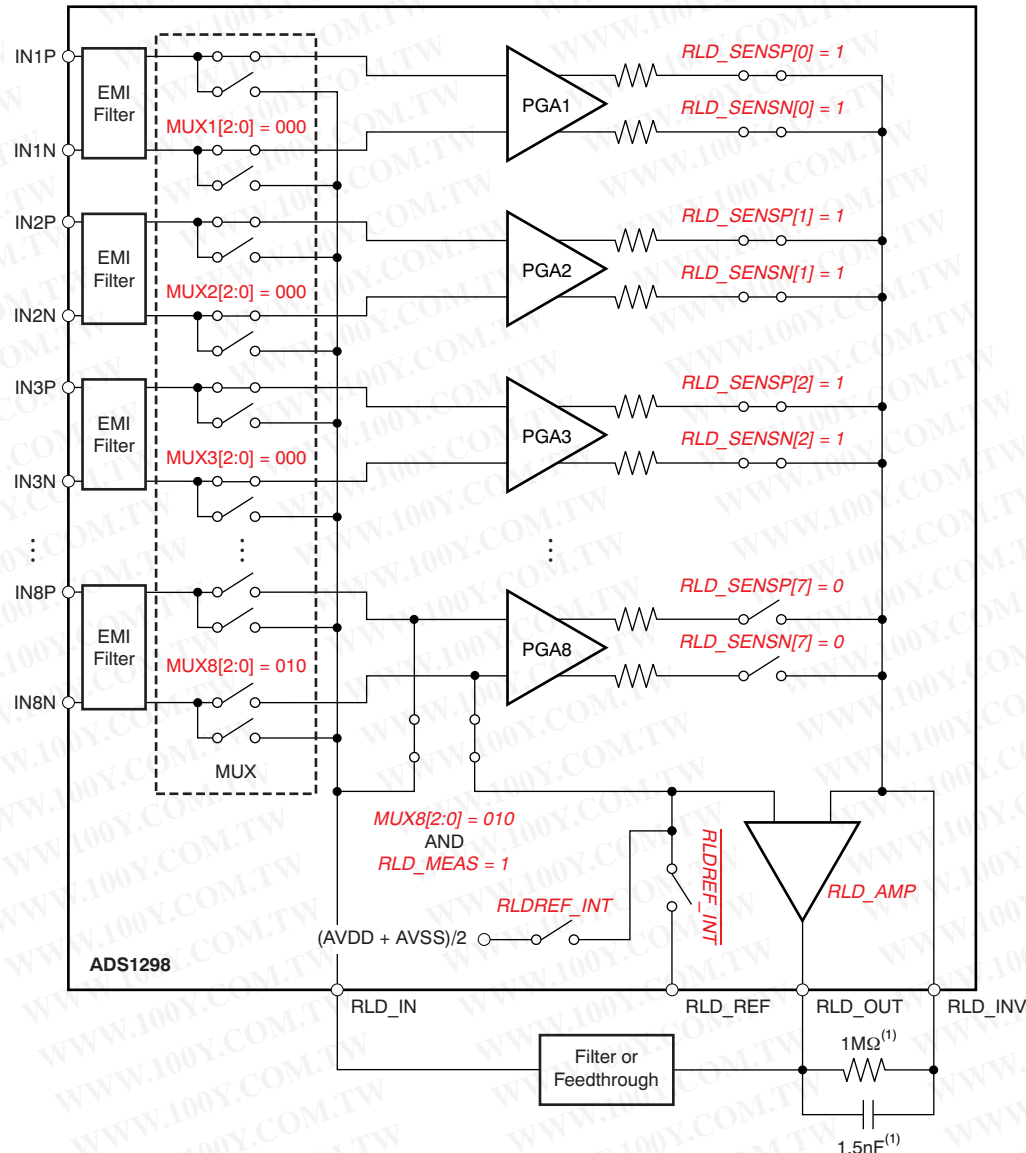 IN1P
EMI
Filter
MUX1[2:0] = 000
IN1N
PGA1
RLD_SENSP[0] = 1
RLD_SENSN[0] = 1
IN2P
EMI
Filter
MUX2[2:0] = 000
IN2N
PGA2
RLD_SENSP[1] = 1
RLD_SENSN[1] = 1
IN3P
EMI
Filter
MUX3[2:0] = 000
IN3N
PGA3
RLD_SENSP[2] = 1
RLD_SENSN[2] = 1
IN8P
EMI
Filter
MUX8[2:0] = 010
IN8N
PGA8
RLD_SENSP[7] = 0
RLD_SENSN[7] = 0
MUX
MUX8[2:0] = 010
AND
RLD_MEAS = 1
RLDREF_INT
RLDREF_INT
RLD_AMP
(AVDD + AVSS)/2
ADS1298
RLD_IN
RLD_REF
RLD_OUT
RLD_INV
Filter or
Feedthrough
1MΩ(1)
1.5nF(1)
WWW.100Y.COM.TW